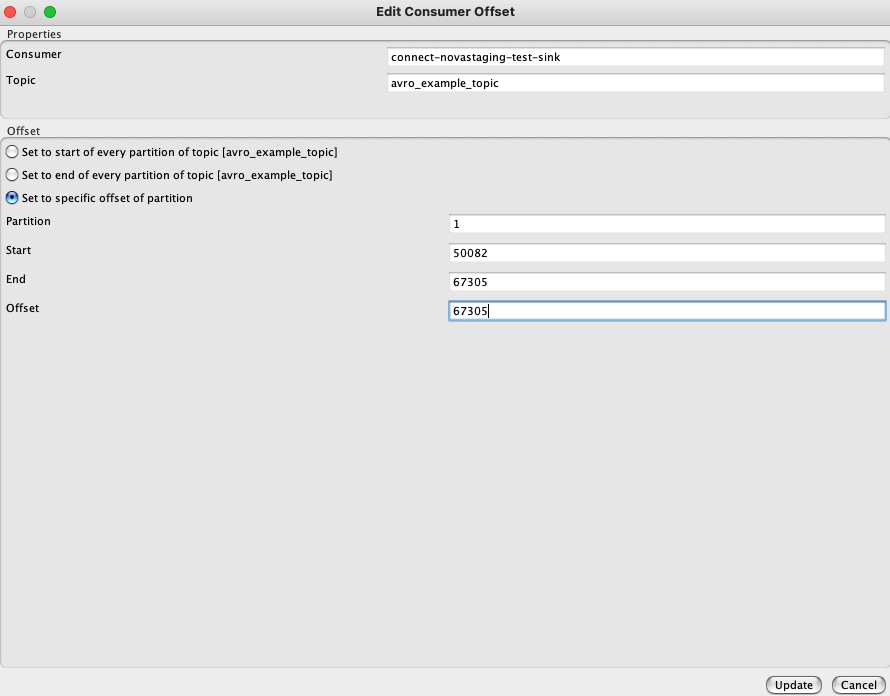 Edit Consumer Offset
Properties
Consumer connect-novastaging-test-sink
Topic avro_example_topic
Offset
Set to start of every partition of topic [avro_example_topic]
Set to end of every partition of topic [avro_example_topic]
Set to specific offset of partition
Partition 1
Start 50082
End 67305
Offset 67305
Update Cancel